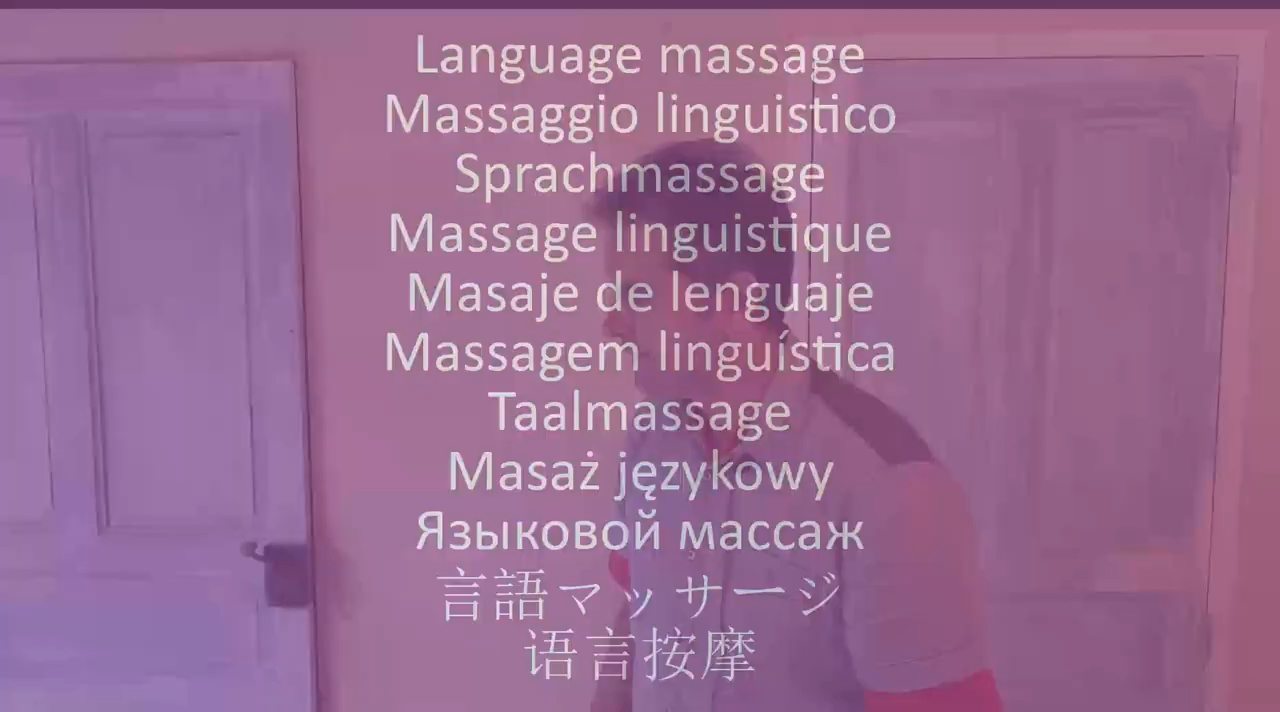 Language massage
Massaggio linguistico
Sprachmassage
Massage linguistique
Masaje de lenguaje
Massagem linguística
Taalmassage
Masaż językowy
Языковой массаж
言語マッサージ
语言按摩